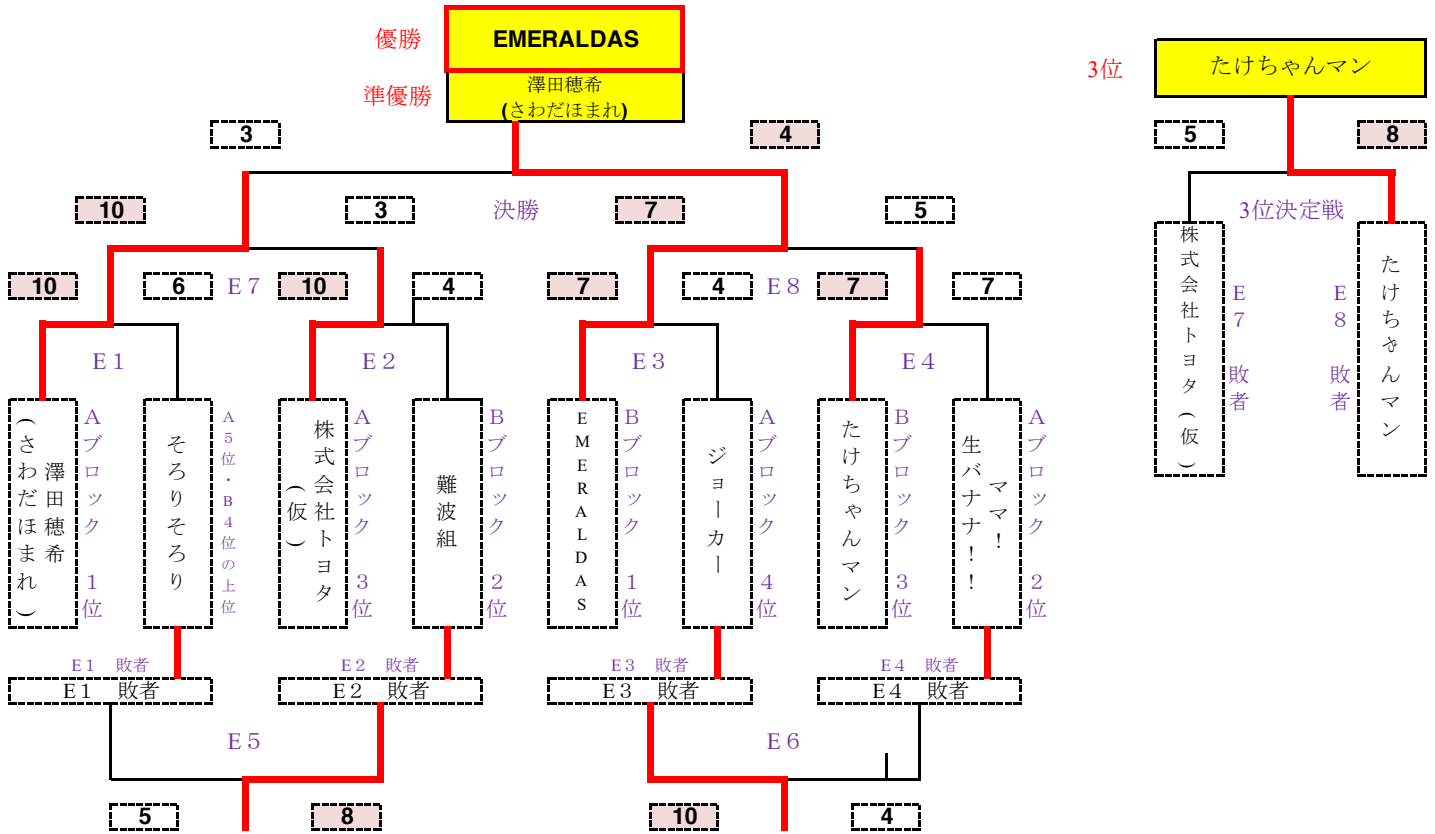 優勝
EMERALDAS
準優勝
澤田穂希
(さわだほまれ)
3位
たけちゃんマン
3
4
5
8
10
3
決勝
7
5
3位決定戦
10
6
E7
10
4
7
4
E8
7
7
株式会社トヨタ(仮)
E7 敗者
E8 敗者
たけちゃんマン
E1
E2
E3
E4
澤田穂希
(さわだほまれ)
Aブロック 1位
そろりそろり
A5位・B4位の上位
株式会社トヨタ
(仮)
Aブロック 3位
難波組
Bブロック 2位
EMERALDAS
Bブロック 1位
ジョーカー
Aブロック 4位
たけちゃんマン
Bブロック 3位
ママ!
生バナナ!!
Aブロック 2位
E1 敗者
E2 敗者
E3 敗者
E4 敗者
E1 敗者
E2 敗者
E3 敗者
E4 敗者
E5
E6
5
8
10
4